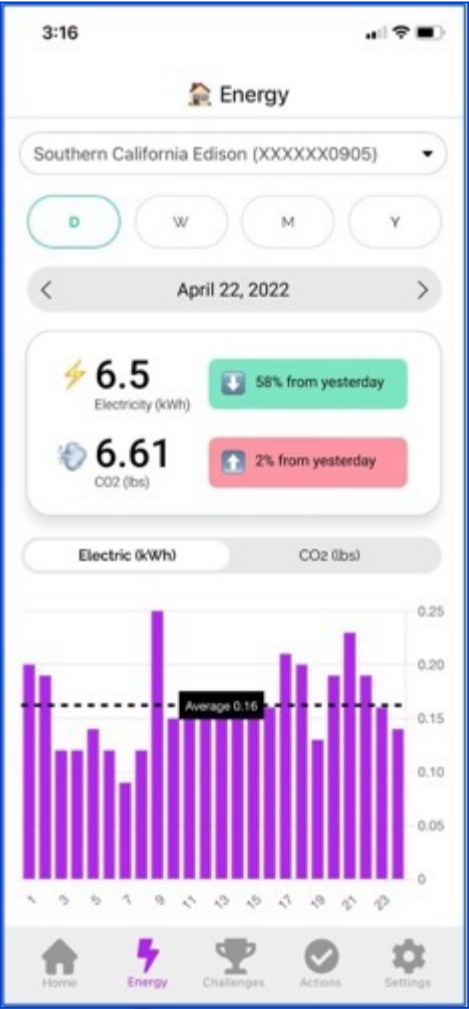 3:16
Energy
Southern California Edison (XXXXXX0905)
D W M Y
April 22, 2022
6.5
Electricity (kWh)
58% from yesterday
6.61
CO2 (lbs)
2% from yesterday
Electric (kWh) CO2 (lbs)
0.25
0.20
Average 0.16
0.15
0.10
0.05
0
1 3 5 7 9 11 13 15 17 19 21 23
Home Energy Challenges Actions Settings